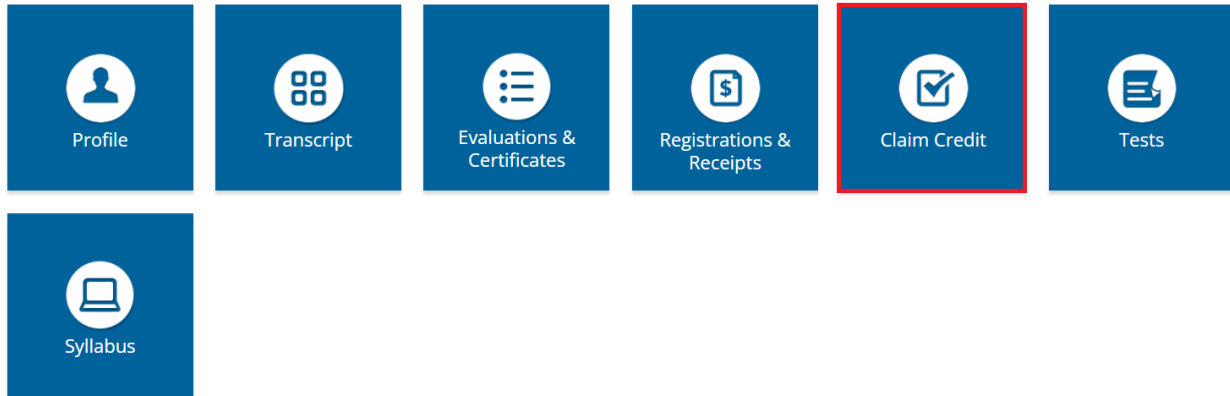 Profile
Transcript
Evaluations &
Certificates
Registrations &
Receipts
$
Claim Credit
Tests
Syllabus